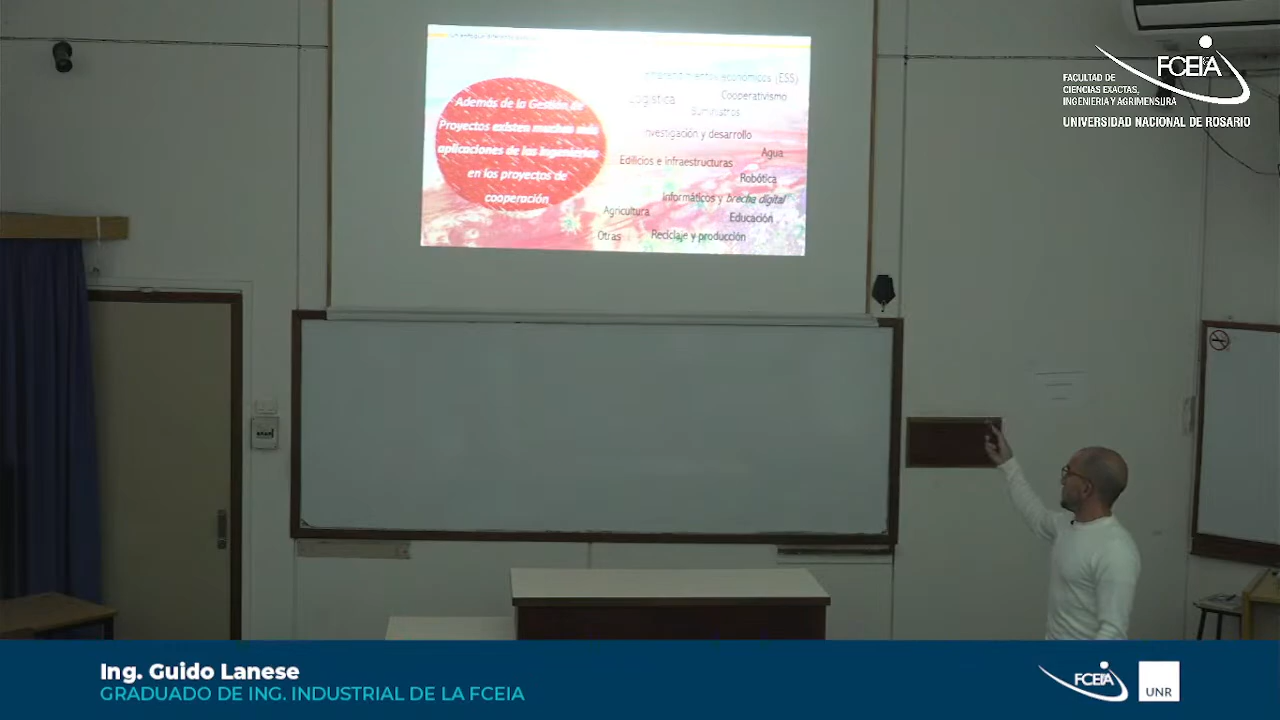 Además de la Gestión de
Proyectos existen muchas más
aplicaciones de las Ingenierías
en los proyectos de
cooperación
emprendimientos económicos (ESS)
Logística
Cooperativismo
Suministros
Investigación y desarrollo
Agua
Edilicios e infraestructuras
Robótica
Informáticos y brecha digital
Agricultura
Educación
Otras
Reciclaje y producción
FCEIA
FACULTAD DE
CIENCIAS EXACTAS,
INGENIERIA Y AGRIMENSURA
UNIVERSIDAD NACIONAL DE ROSARIO
Ing. Guido Lanese
GRADUADO DE ING. INDUSTRIAL DE LA FCEIA
FCEIA
UNR